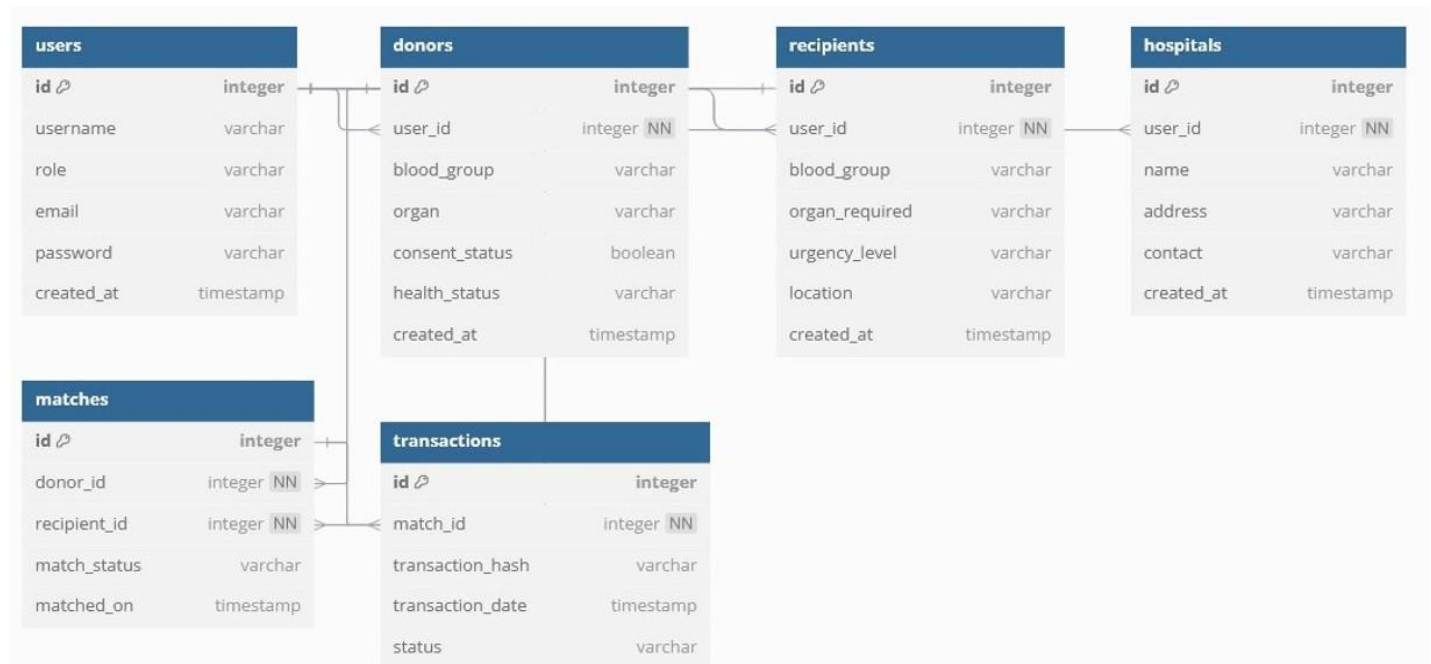 users
id integer
username varchar
role varchar
email varchar
password varchar
created_at timestamp
donors
id integer
user_id integer NN
blood_group varchar
organ varchar
consent_status boolean
health_status varchar
created_at timestamp
recipients
id integer
user_id integer NN
blood_group varchar
organ_required varchar
urgency_level varchar
location varchar
created_at timestamp
hospitals
id integer
user_id integer NN
name varchar
address varchar
contact varchar
created_at timestamp
matches
id integer
donor_id integer NN
recipient_id integer NN
match_status varchar
matched_on timestamp
transactions
id integer
match_id integer NN
transaction_hash varchar
transaction_date timestamp
status varchar